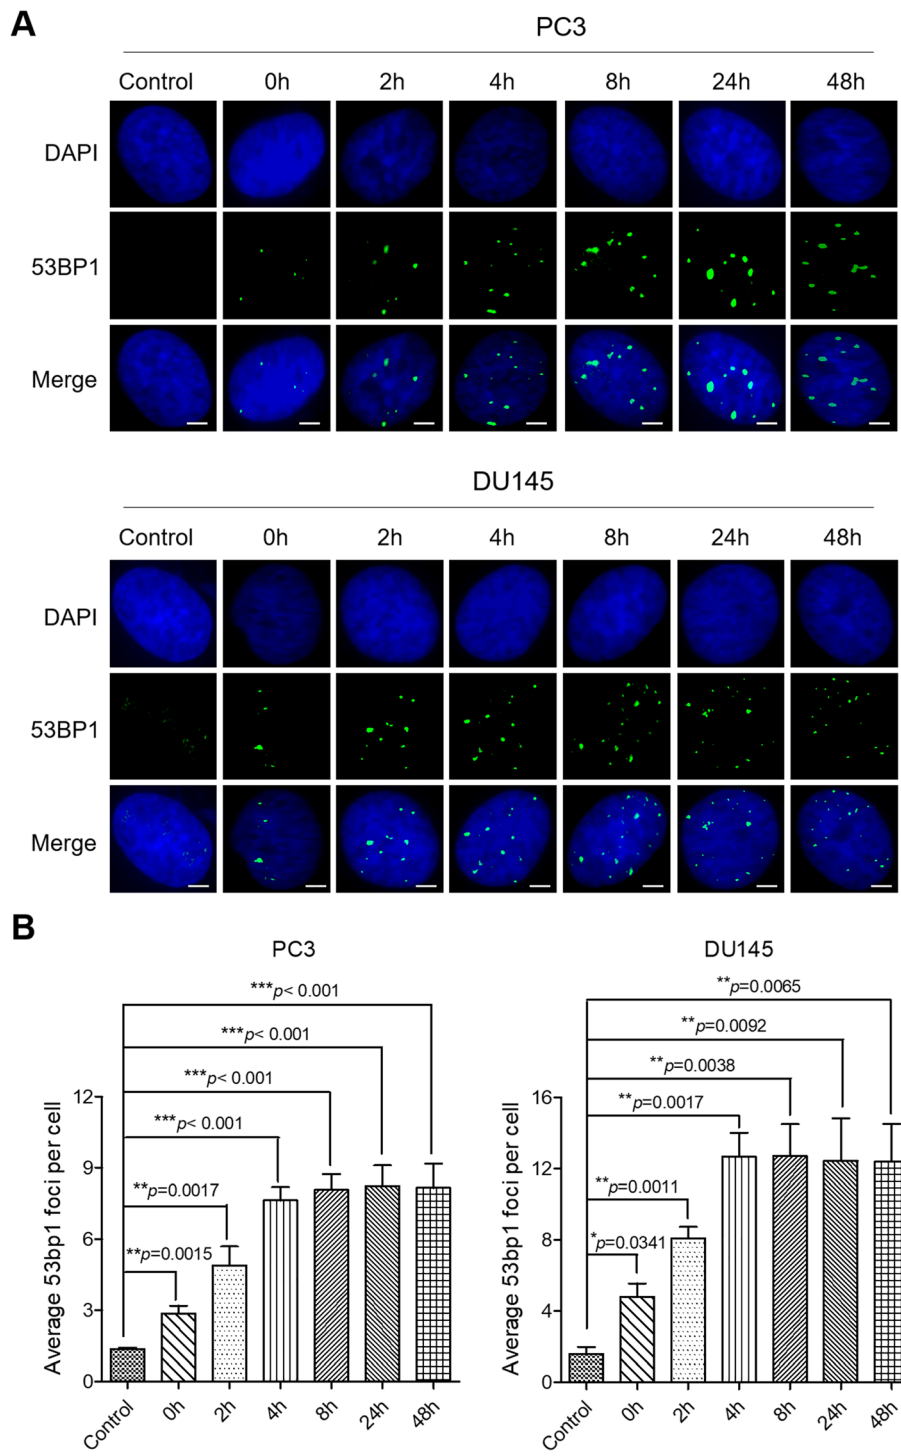 A
PC3
Control 0h 2h 4h 8h 24h 48h
DAPI
53BP1
Merge
DU145
Control 0h 2h 4h 8h 24h 48h
DAPI
53BP1
Merge
B
PC3
Average 53bp1 foci per cell
***p< 0.001
***p< 0.001
***p< 0.001
***p< 0.001
**p=0.0017
**p=0.0015
12
9
6
3
0
Control 0h 2h 4h 8h 24h 48h
DU145
Average 53bp1 foci per cell
**p=0.0065
**p=0.0092
**p=0.0038
**p=0.0017
**p=0.0011
*p=0.0341
16
12
8
4
0
Control 0h 2h 4h 8h 24h 48h